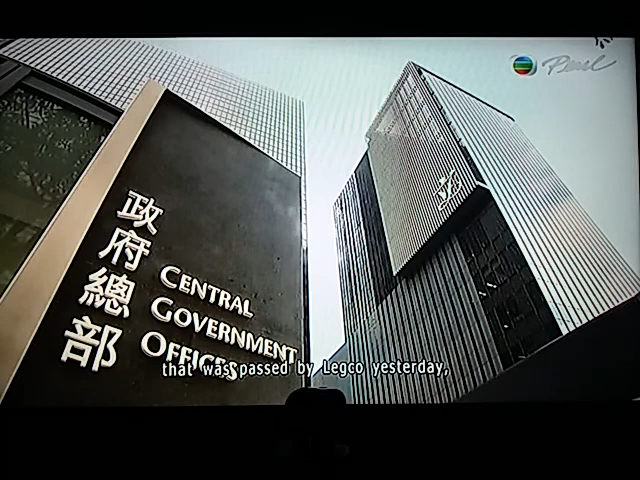 Pearl
政府總部
CENTRAL
GOVERNMENT
OFFICES
that was passed by Legco yesterday,